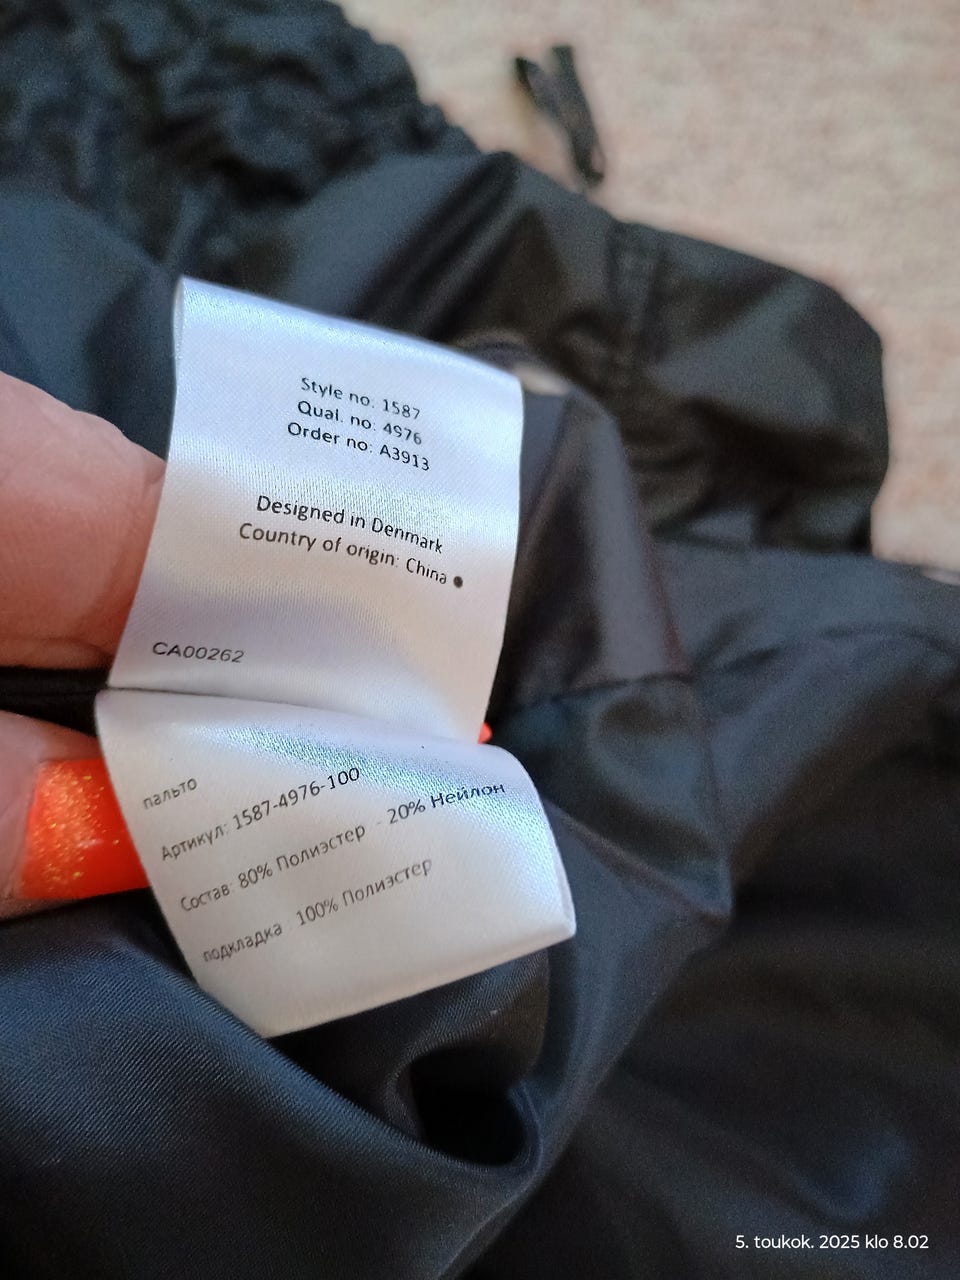 Style no: 1587
Qual. no: 4976
Order no: A3913
Designed in Denmark
Country of origin: China
CA00262
пальто
Артикул: 1587-4976-100
Состав: 80% Полиэстер - 20% Нейлон
подкладка 100% Полиэстер
5. toukok. 2025 klo 8.02